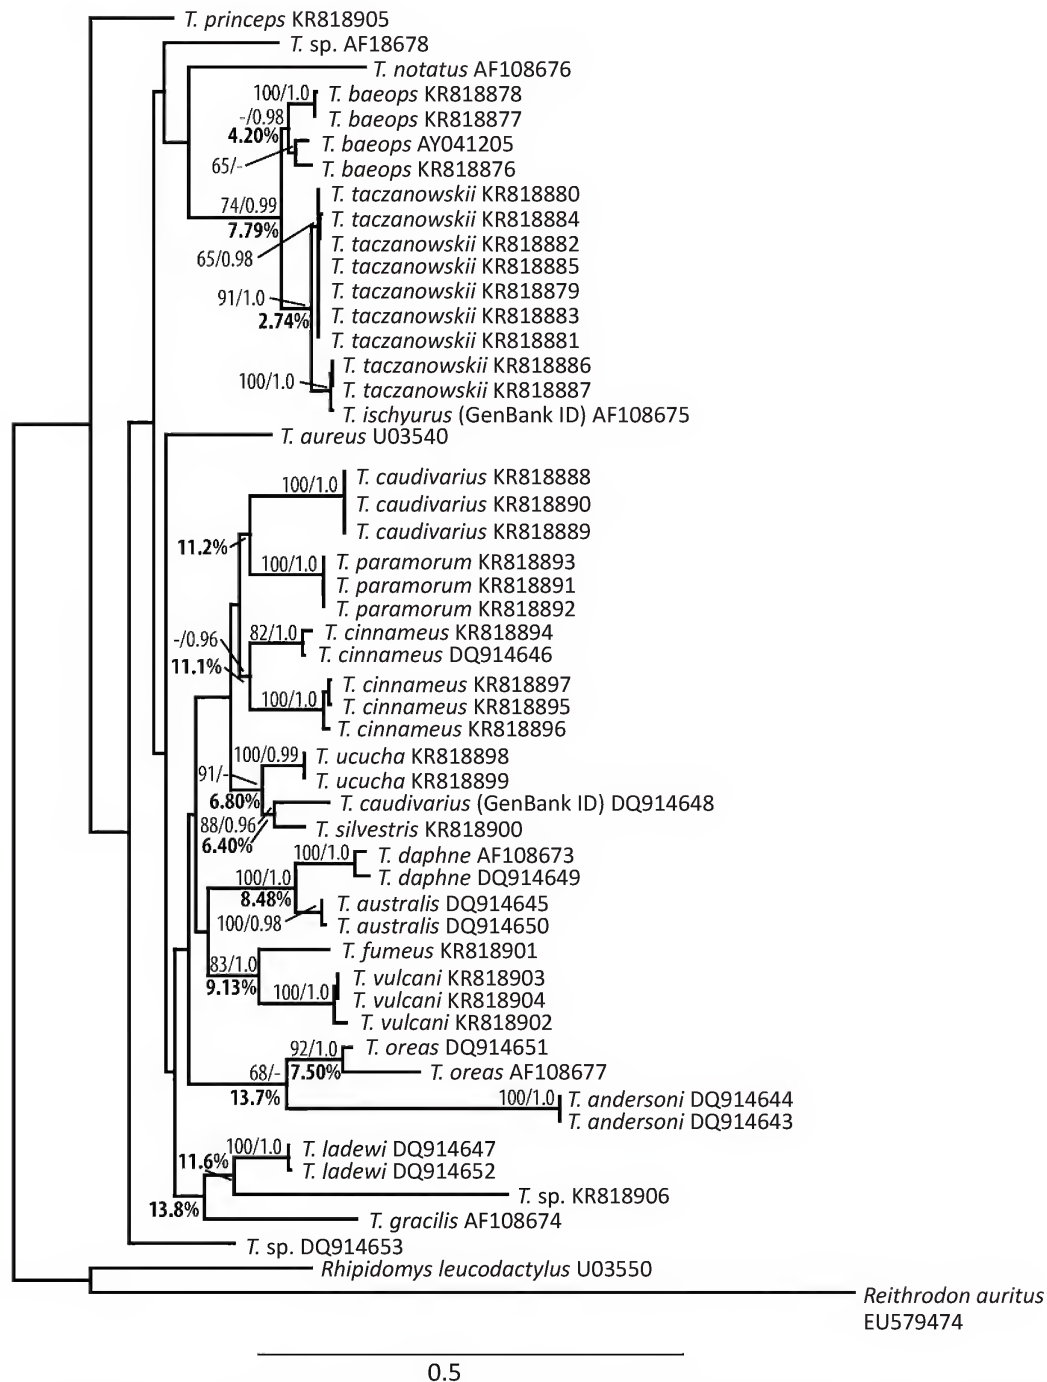 T. princeps KR818905
T. sp. AF18678
T. notatus AF108676
100/1.0
T. baeops KR818878
-/0.98
T. baeops KR818877
4.20%
T. baeops AY041205
65/-
T. baeops KR818876
T. taczanowskii KR818880
74/0.99
T. taczanowskii KR818884
7.79%
T. taczanowskii KR818882
65/0.98
T. taczanowskii KR818885
T. taczanowskii KR818879
91/1.0
T. taczanowskii KR818883
2.74%
T. taczanowskii KR818881
T. taczanowskii KR818886
100/1.0
T. taczanowskii KR818887
T. ischyurus (GenBank ID) AF108675
T. aureus U03540
T. caudivarius KR818888
100/1.0
T. caudivarius KR818890
T. caudivarius KR818889
11.2%
T. paramorum KR818893
100/1.0
T. paramorum KR818891
T. paramorum KR818892
T. cinnameus KR818894
82/1.0
-/0.96
T. cinnameus DQ914646
11.1%
T. cinnameus KR818897
100/1.0
T. cinnameus KR818895
T. cinnameus KR818896
100/0.99
T. ucucha KR818898
91/-
T. ucucha KR818899
6.80%
T. caudivarius (GenBank ID) DQ914648
88/0.96
T. silvestris KR818900
6.40%
100/1.0
T. daphne AF108673
100/1.0
T. daphne DQ914649
8.48%
T. australis DQ914645
100/0.98
T. australis DQ914650
T. fumeus KR818901
83/1.0
T. vulcani KR818903
9.13%
100/1.0
T. vulcani KR818904
T. vulcani KR818902
92/1.0
T. oreas DQ914651
68/-
7.50%
T. oreas AF108677
13.7%
100/1.0
T. andersoni DQ914644
T. andersoni DQ914643
100/1.0
T. ladewi DQ914647
11.6%
T. ladewi DQ914652
T. sp. KR818906
13.8%
T. gracilis AF108674
T. sp. DQ914653
Rhipidomys leucodactylus U03550
Reithrodon auritus
EU579474
0.5